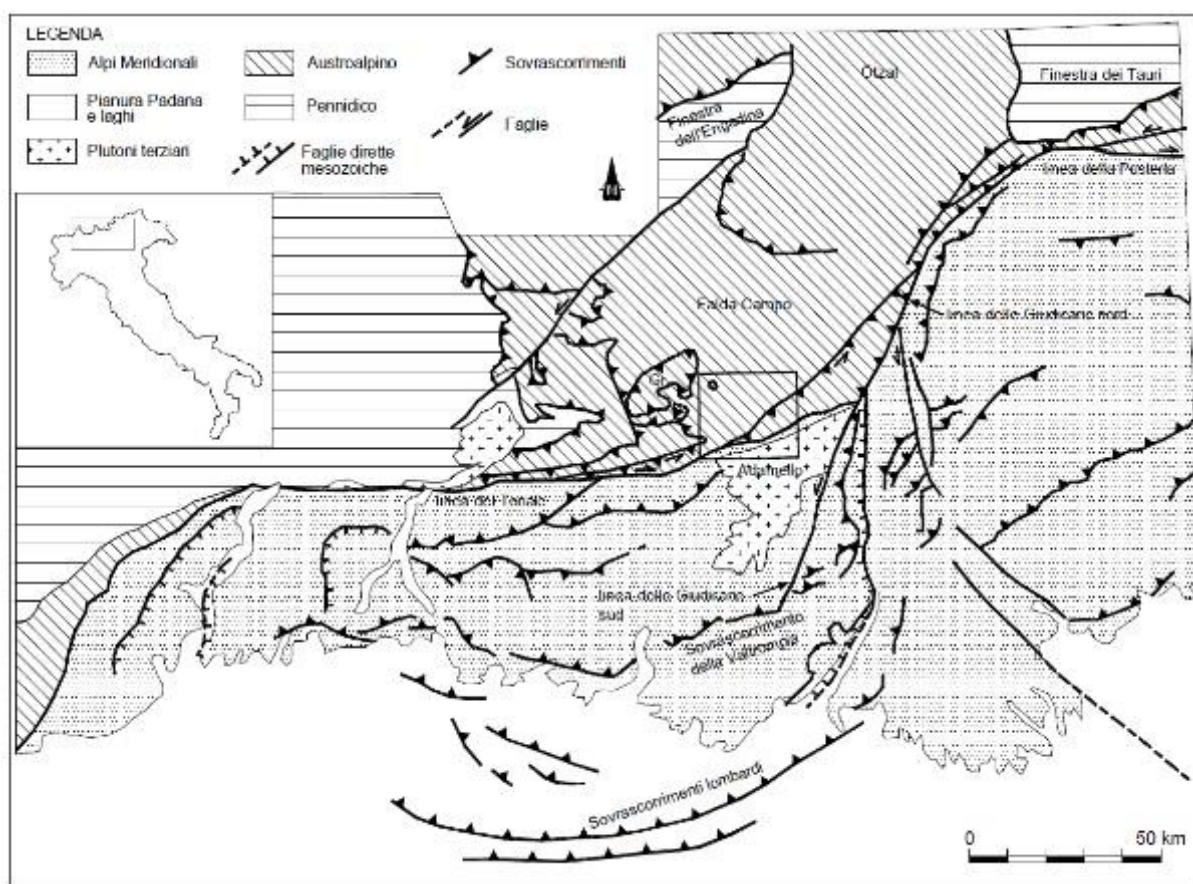 LEGENDA
Alpi Meridionali
Austroalpino
Sovrascorrimenti
Pianura Padana
e laghi
Pennidico
Faglie
Plutoni terziari
Faglie dirette
mesozoiche
Otzal
Finestra dei Tauri
Finestra
dell'Engadina
linea della Pusteria
Falda Campo
linea delle Giudicarie nord
Gr
Adamello
linea del Tonale
linea delle Giudicarie
sud
Sovrascorrimento
della Valtrompia
Sovrascorrimenti lombardi
0
50 km